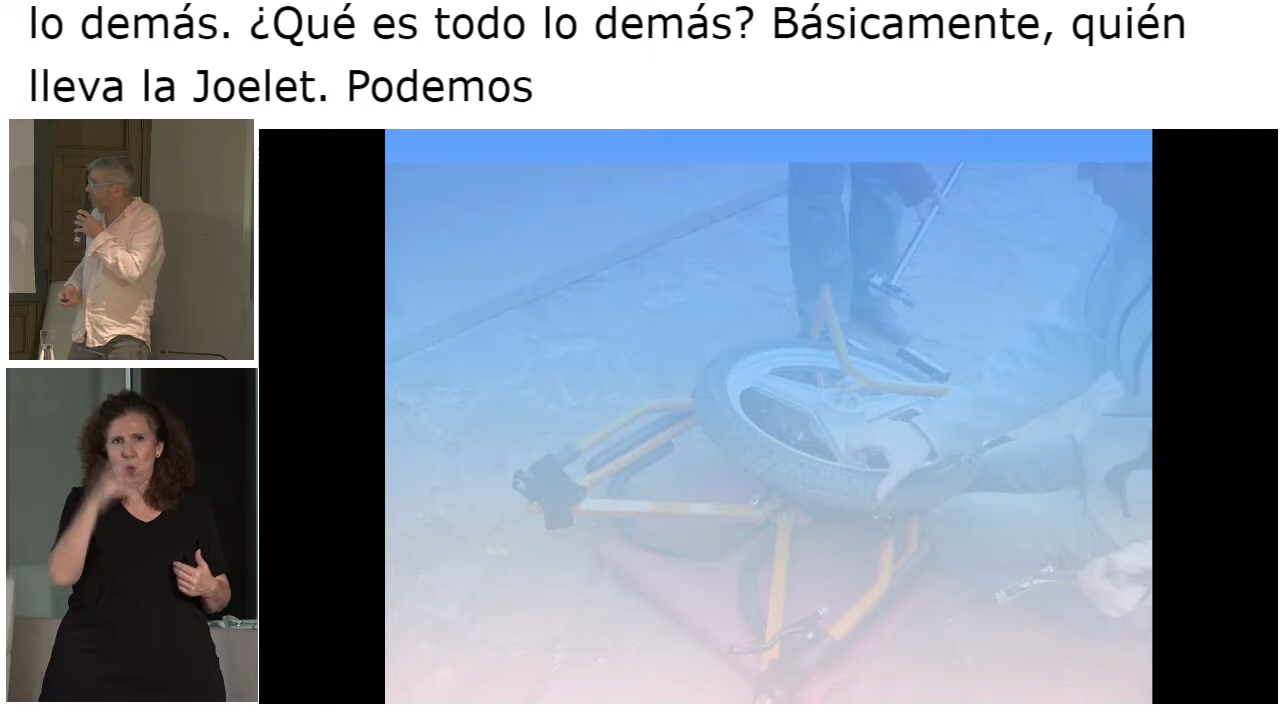 lo demás. ¿Qué es todo lo demás? Básicamente, quién
lleva la Joelet. Podemos